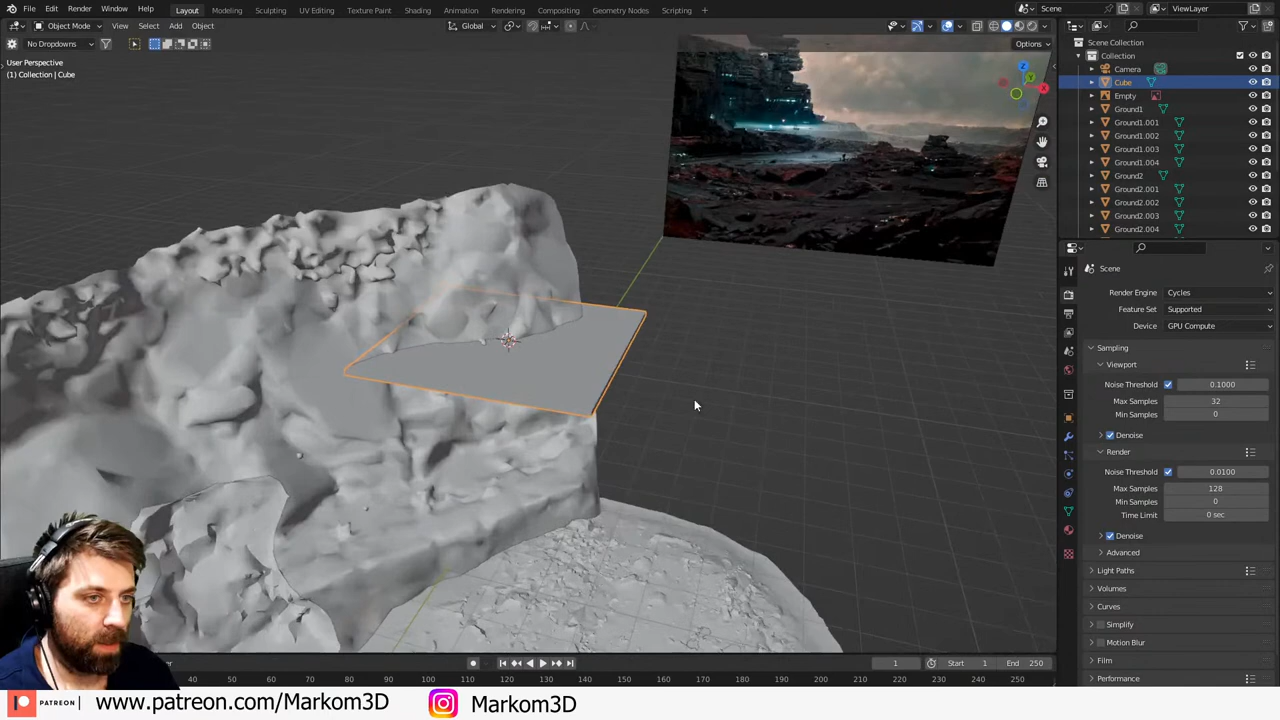 File Edit Render Window Help Layout Modeling Sculpting UV Editing Texture Paint Shading Animation Rendering Compositing Geometry Nodes Scripting Scene ViewLayer
Object Mode View Select Add Object Global
No Dropdowns Options
User Perspective
(1) Collection | Cube
Z
Y
X
Scene Collection
Collection
Camera
Cube
Empty
Ground1
Ground1.001
Ground1.002
Ground1.003
Ground1.004
Ground2
Ground2.001
Ground2.002
Ground2.003
Ground2.004
Scene
Render Engine Cycles
Feature Set Supported
Device GPU Compute
Sampling
Viewport
Noise Threshold 0.1000
Max Samples 32
Min Samples 0
Denoise
Render
Noise Threshold 0.0100
Max Samples 128
Min Samples 0
Time Limit 0 sec
Denoise
Advanced
Light Paths
Volumes
Curves
Simplify
Motion Blur
Film
Performance
1 Start 1 End 250
40 50 60 70 80 90 100 110 120 130 140 150 160 170 180 190 200 210 220 230 240 250
PATREON www.patreon.com/Markom3D Markom3D